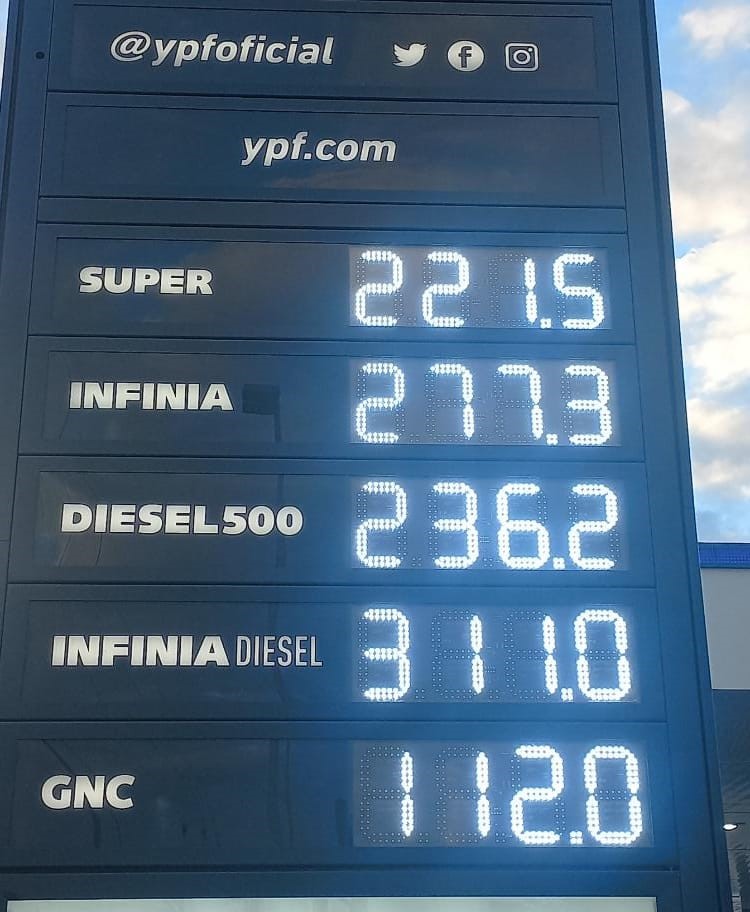 @ypfoficial
ypf.com
SUPER 221.5
INFINIA 277.3
DIESEL500 236.2
INFINIA DIESEL 311.0
GNC 112.0